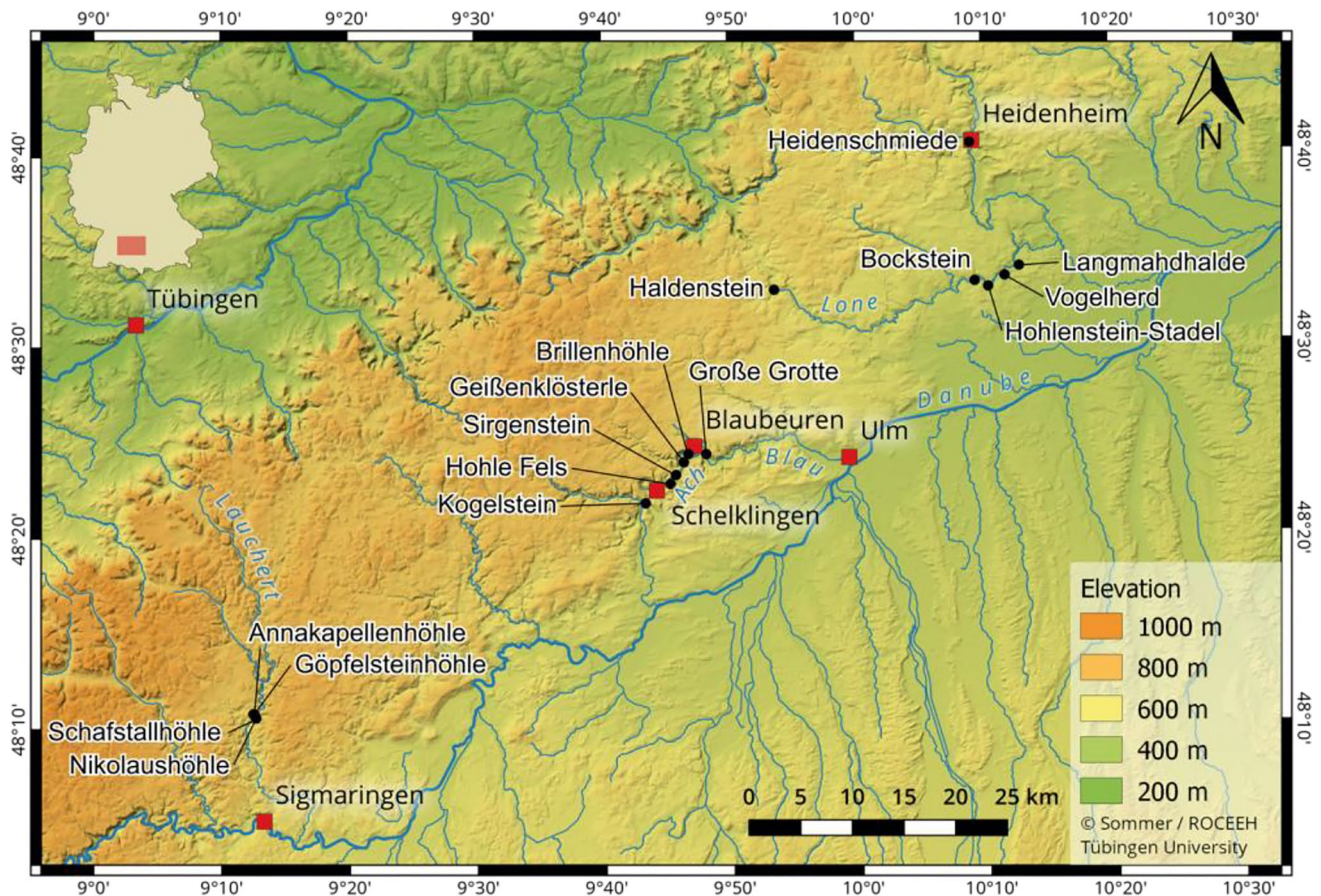 9°0'
9°10'
9°20'
9°30'
9°40'
9°50'
10°0'
10°10'
10°20'
10°30'
N
Heidenheim
Heidenschmiede
48°40'
48°40'
Bockstein
Langmahdhalde
Haldenstein
Lone
Vogelherd
Tübingen
Hohlenstein-Stadel
48°30'
48°30'
Brillenhöhle
Große Grotte
Geißenklösterle
Danube
Sirgenstein
Blaubeuren
Ulm
Hohle Fels
Blau
Ach
Kogelstein
Schelklingen
Lauchert
48°20'
48°20'
Annakapellenhöhle
Göpfelsteinhöhle
Schafstallhöhle
Nikolaushöhle
48°10'
48°10'
Sigmaringen
0 5 10 15 20 25 km
Elevation
1000 m
800 m
600 m
400 m
200 m
© Sommer / ROCEEH
Tübingen University
9°0'
9°10'
9°20'
9°30'
9°40'
9°50'
10°0'
10°10'
10°20'
10°30'